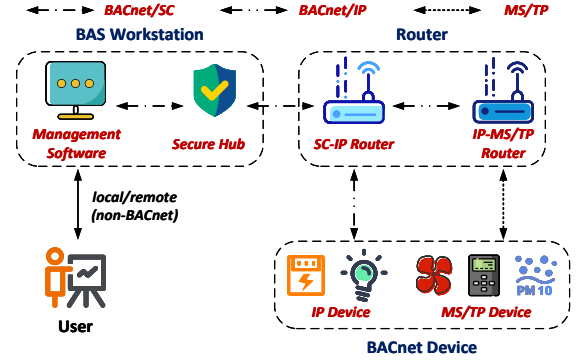 BACnet/SC BACnet/IP MS/TP
BAS Workstation Router
Management
Software
Secure Hub
SC-IP Router
IP-MS/TP
Router
local/remote
(non-BACnet)
User
PM 10
IP Device
MS/TP Device
BACnet Device